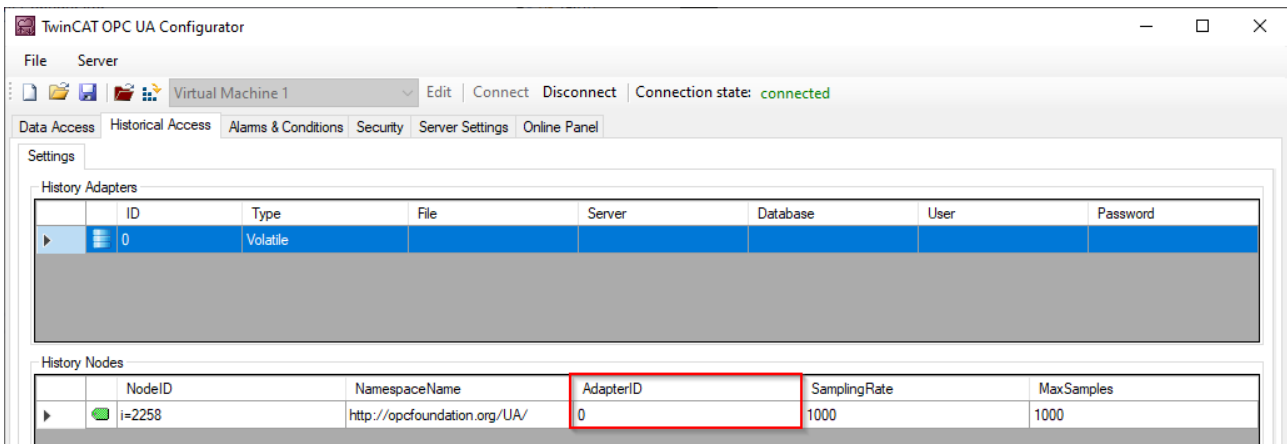 TwinCAT OPC UA Configurator
File Server
Virtual Machine 1 Edit Connect Disconnect Connection state: connected
Data Access Historical Access Alarms & Conditions Security Server Settings Online Panel
Settings
History Adapters
ID Type File Server Database User Password
0 Volatile
History Nodes
NodeID NamespaceName AdapterID SamplingRate MaxSamples
i=2258 http://opcfoundation.org/UA/ 0 1000 1000